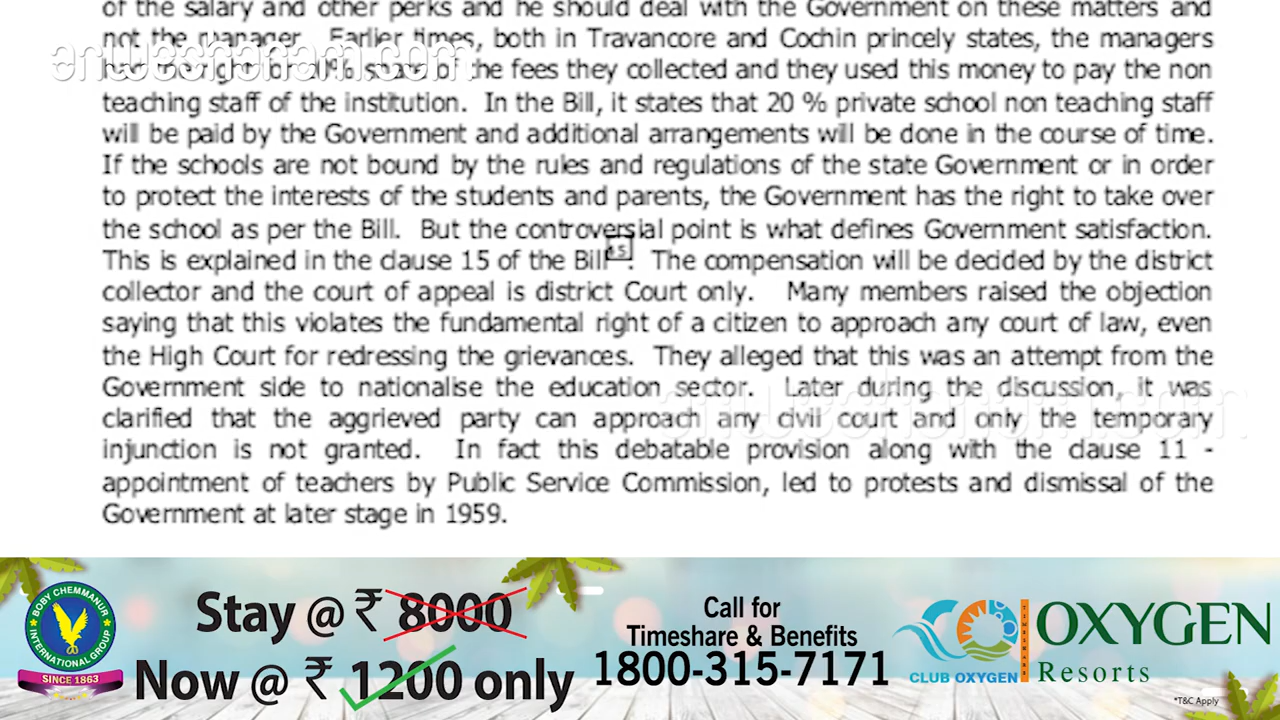 of the salary and other perks and he should deal with the Government on these matters and
not the manager. Earlier times, both in Travancore and Cochin princely states, the managers
anweshanam.com
20% share of the fees they collected and they used this money to pay the non
teaching staff of the institution. In the Bill, it states that 20 % private school non teaching staff
will be paid by the Government and additional arrangements will be done in the course of time.
If the schools are not bound by the rules and regulations of the state Government or in order
to protect the interests of the students and parents, the Government has the right to take over
the school as per the Bill. But the controversial point is what defines Government satisfaction.
This is explained in the clause 15 of the Bill15. The compensation will be decided by the district
collector and the court of appeal is district Court only. Many members raised the objection
saying that this violates the fundamental right of a citizen to approach any court of law, even
the High Court for redressing the grievances. They alleged that this was an attempt from the
Government side to nationalise the education sector. Later during the discussion, it was
anweshanam.com
clarified that the aggrieved party can approach any civil court and only the temporary
injunction is not granted. In fact this debatable provision along with the clause 11 -
appointment of teachers by Public Service Commission, led to protests and dismissal of the
Government at later stage in 1959.
BOBY CHEMMANUR
INTERNATIONAL GROUP
SINCE 1863
Stay @ ₹ 8000
Now @ ₹ 1200 only
Call for
Timeshare & Benefits
1800-315-7171
CLUB OXYGEN
TIMESHARE
OXYGEN
Resorts
*T&C Apply